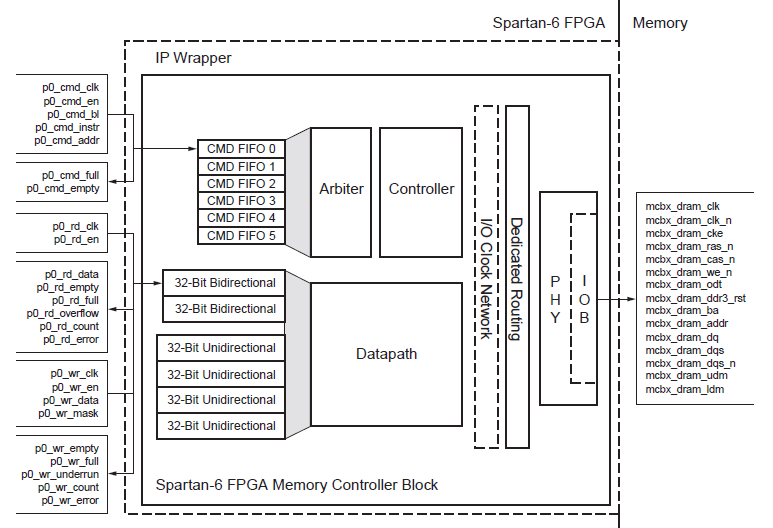 Spartan-6 FPGA
Memory
IP Wrapper
p0_cmd_clk
p0_cmd_en
p0_cmd_bl
p0_cmd_instr
p0_cmd_addr
p0_cmd_full
p0_cmd_empty
p0_rd_clk
p0_rd_en
p0_rd_data
p0_rd_empty
p0_rd_full
p0_rd_overflow
p0_rd_count
p0_rd_error
p0_wr_clk
p0_wr_en
p0_wr_data
p0_wr_mask
p0_wr_empty
p0_wr_full
p0_wr_underrun
p0_wr_count
p0_wr_error
CMD FIFO 0
CMD FIFO 1
CMD FIFO 2
CMD FIFO 3
CMD FIFO 4
CMD FIFO 5
Arbiter
Controller
32-Bit Bidirectional
32-Bit Bidirectional
32-Bit Unidirectional
32-Bit Unidirectional
32-Bit Unidirectional
32-Bit Unidirectional
Datapath
I/O Clock Network
Dedicated Routing
PHY
IOB
mcbx_dram_clk
mcbx_dram_clk_n
mcbx_dram_cke
mcbx_dram_ras_n
mcbx_dram_cas_n
mcbx_dram_we_n
mcbx_dram_odt
mcbx_dram_ddr3_rst
mcbx_dram_ba
mcbx_dram_addr
mcbx_dram_dq
mcbx_dram_dqs
mcbx_dram_dqs_n
mcbx_dram_udm
mcbx_dram_ldm
Spartan-6 FPGA Memory Controller Block